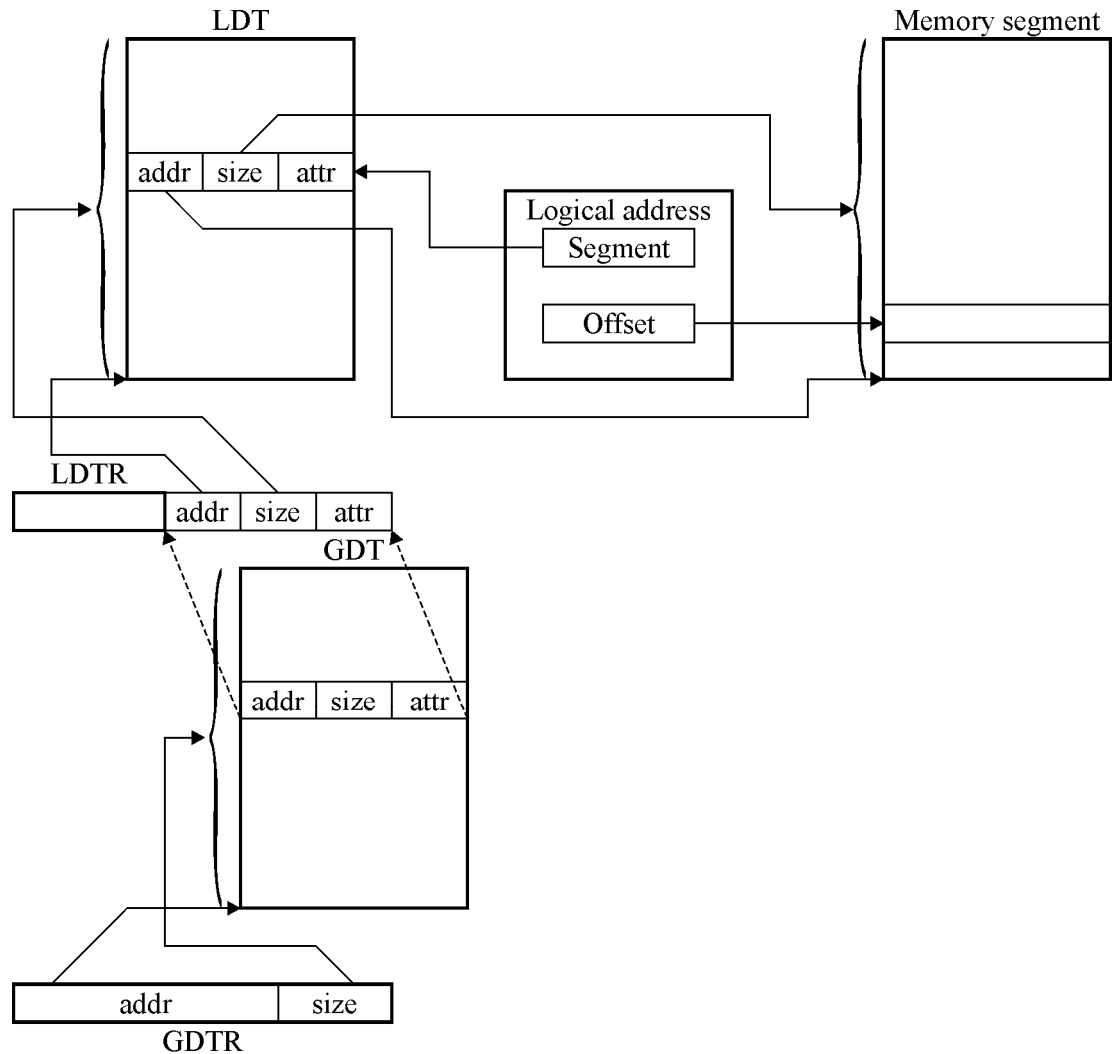 LDT
Memory segment
addr size attr
Logical address
Segment
Offset
LDTR
addr size attr
GDT
addr size attr
addr size
GDTR